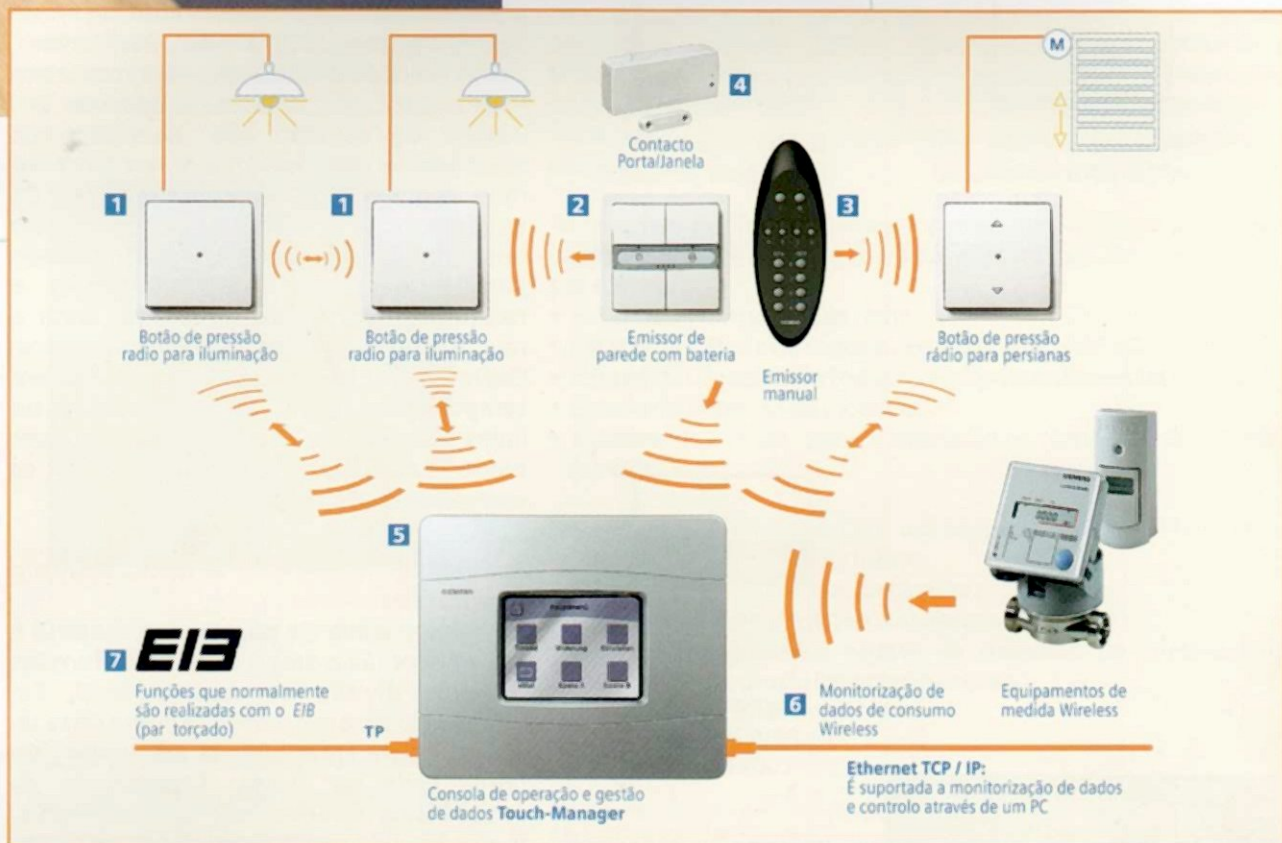 M
4
Contacto
Porta/Janela
1
1
2
3
Botão de pressão
radio para iluminação
Botão de pressão
radio para iluminação
Emissor de
parede com bateria
Emissor
manual
Botão de pressão
rádio para persianas
5
SIEMENS
7 EIB
Funções que normalmente
são realizadas com o EIB
(par torçado)
TP
6
Monitorização de
dados de consumo
Wireless
Equipamentos de
medida Wireless
Consola de operação e gestão
de dados Touch-Manager
Ethernet TCP / IP:
É suportada a monitorização de dados
e controlo através de um PC